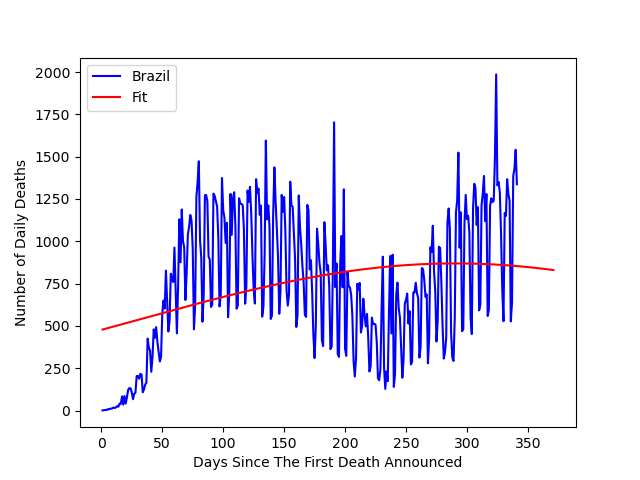 Brazil
Fit
Number of Daily Deaths
2000
1750
1500
1250
1000
750
500
250
0
0 50 100 150 200 250 300 350
Days Since The First Death Announced